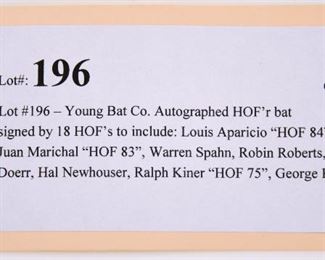 Lot#: 196
Lot #196 – Young Bat Co. Autographed HOF'r bat
signed by 18 HOF's to include: Louis Aparicio “HOF 84”
Juan Marichal “HOF 83”, Warren Spahn, Robin Roberts,
Doerr, Hal Newhouser, Ralph Kiner “HOF 75”, George